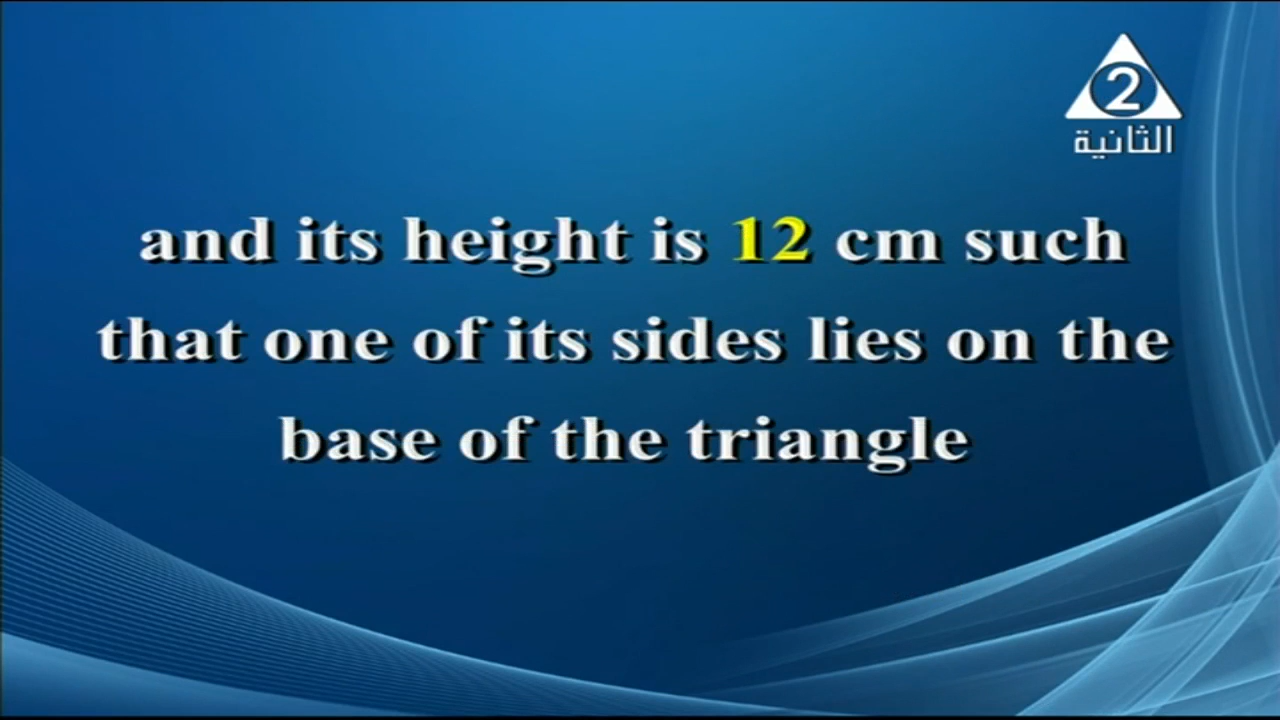 2
الثانية
and its height is 12 cm such
that one of its sides lies on the
base of the triangle